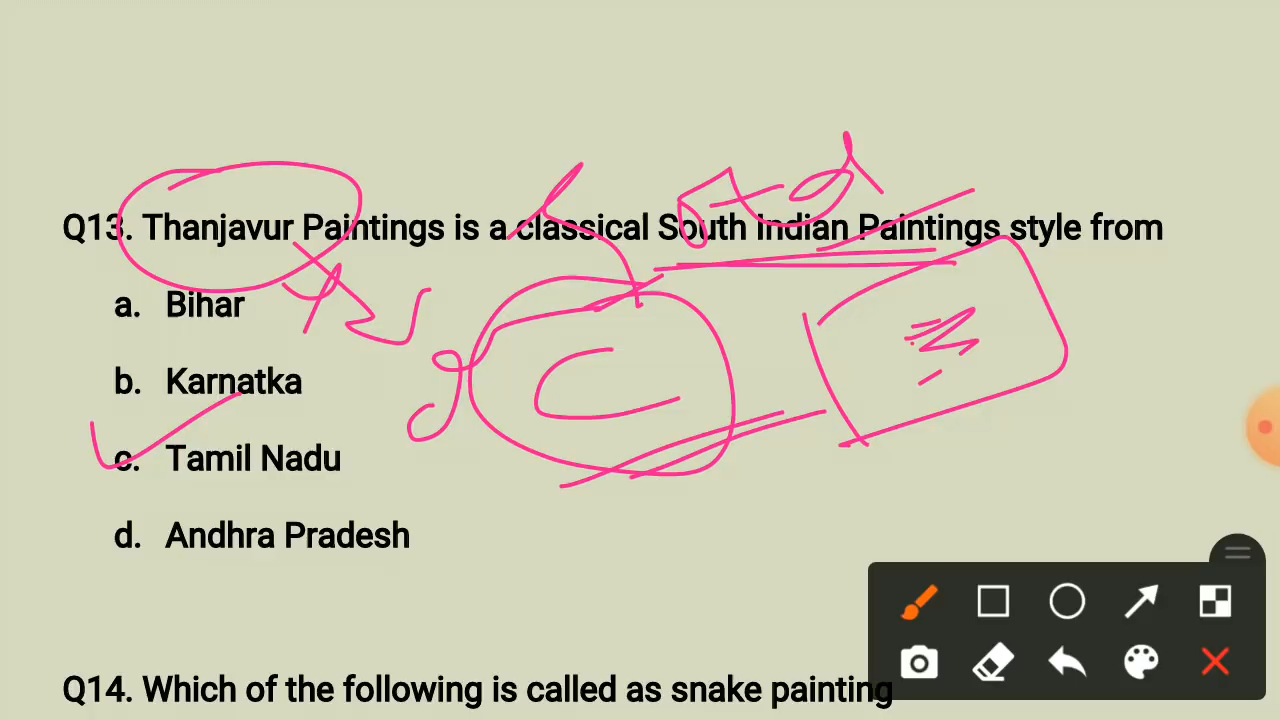 Q13. Thanjavur Paintings is a classical South Indian Paintings style from
a. Bihar
b. Karnatka
c. Tamil Nadu
d. Andhra Pradesh
Q14. Which of the following is called as snake painting